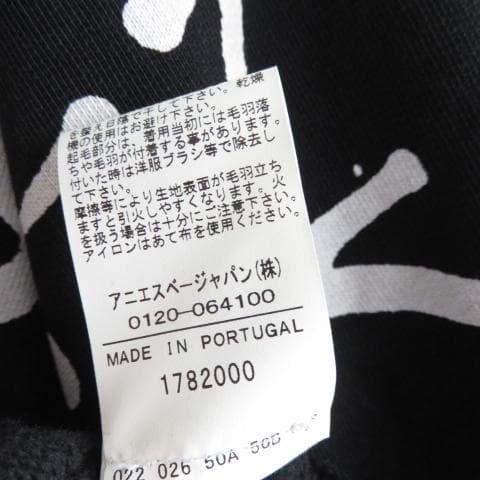 を整え日陰で干して下さい。乾燥
機の使用はお避け下さい。
起毛部分は、着用当初には毛羽落
ちや毛羽が付着する事があります。
付いた時は洋服ブラシ等で除去し
て下さい。
摩擦等により生地表面が毛羽立ち
ますと引火しやすくなります。火
を扱う場合は十分にご注意下さい。
アイロンはあて布を使用ください。
アニエスベージャパン(株)
0120-064100
MADE IN PORTUGAL
1782000
022 026 50A 56B